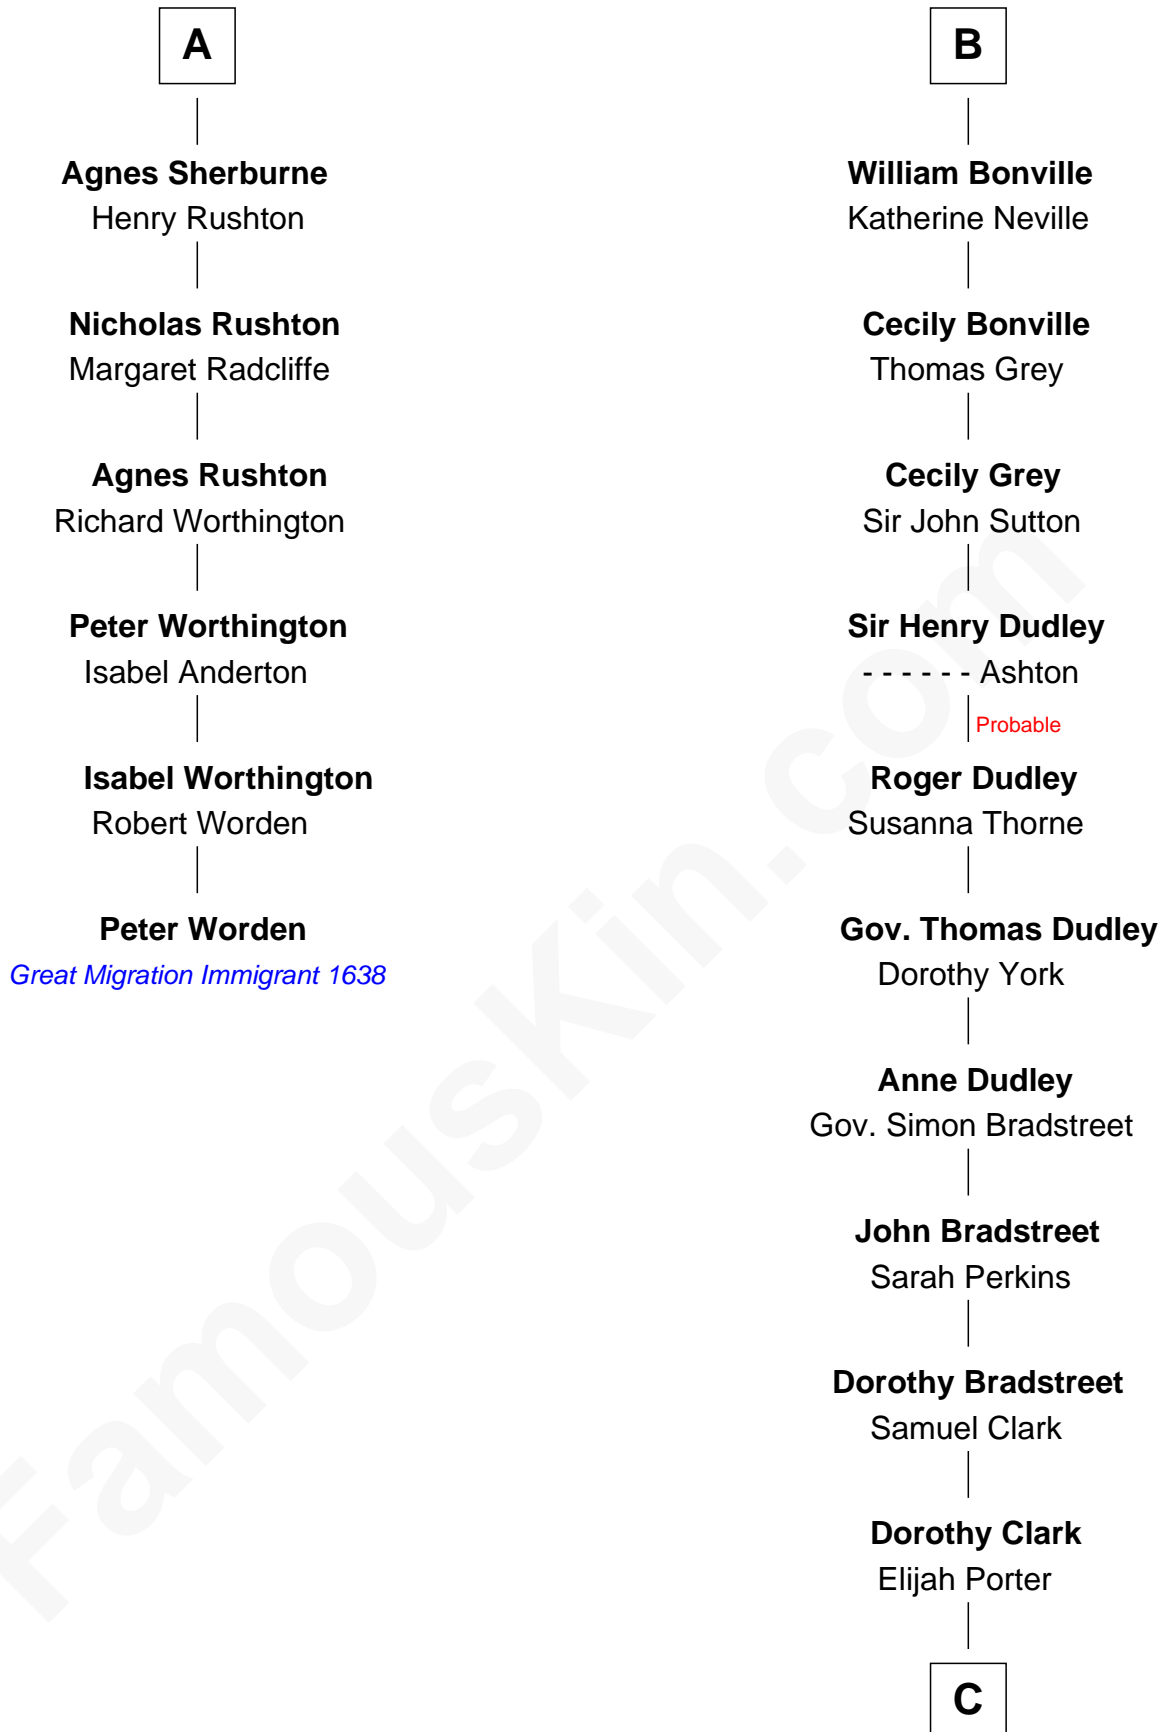 A
Agnes Sherburne
Henry Rushton
Nicholas Rushton
Margaret Radcliffe
Agnes Rushton
Richard Worthington
Peter Worthington
Isabel Anderton
Isabel Worthington
Robert Worden
Peter Worden
Great Migration Immigrant 1638
B
William Bonville
Katherine Neville
Cecily Bonville
Thomas Grey
Cecily Grey
Sir John Sutton
Sir Henry Dudley
- - - - - - Ashton
Probable
Roger Dudley
Susanna Thorne
Gov. Thomas Dudley
Dorothy York
Anne Dudley
Gov. Simon Bradstreet
John Bradstreet
Sarah Perkins
Dorothy Bradstreet
Samuel Clark
Dorothy Clark
Elijah Porter
C
FamousKin.com